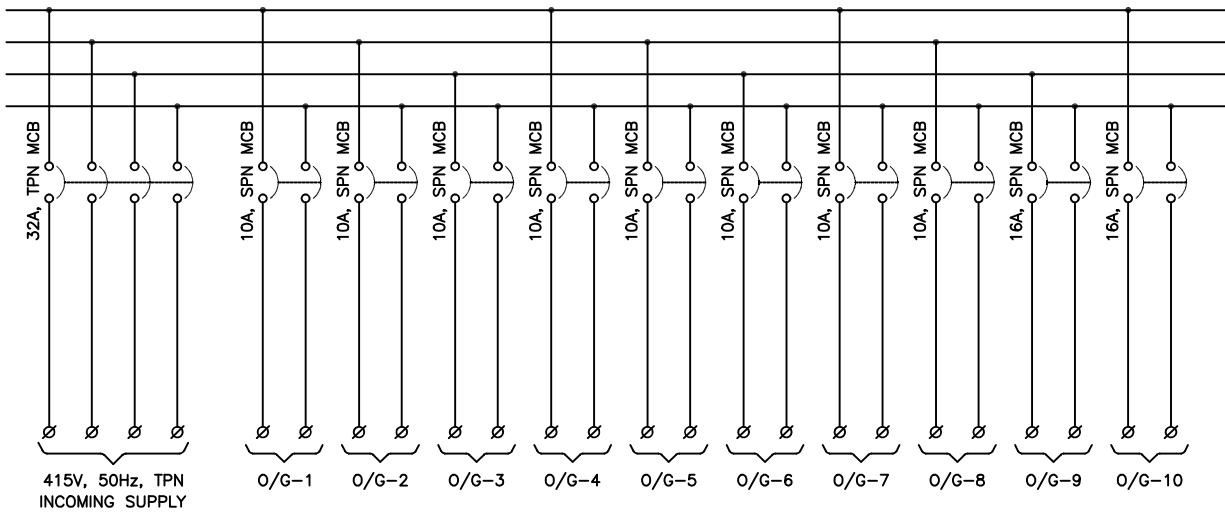 32A, TPN MCB
10A, SPN MCB
10A, SPN MCB
10A, SPN MCB
10A, SPN MCB
10A, SPN MCB
10A, SPN MCB
10A, SPN MCB
10A, SPN MCB
16A, SPN MCB
16A, SPN MCB
415V, 50Hz, TPN
INCOMING SUPPLY
O/G-1
O/G-2
O/G-3
O/G-4
O/G-5
O/G-6
O/G-7
O/G-8
O/G-9
O/G-10